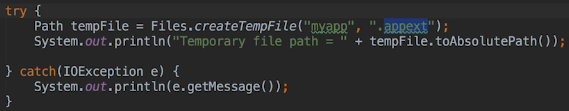 try {
    Path tempFile = Files.createTempFile("myapp", ".appext");
    System.out.println("Temporary file path = " + tempFile.toAbsolutePath());

} catch(IOException e) {
    System.out.println(e.getMessage());
}